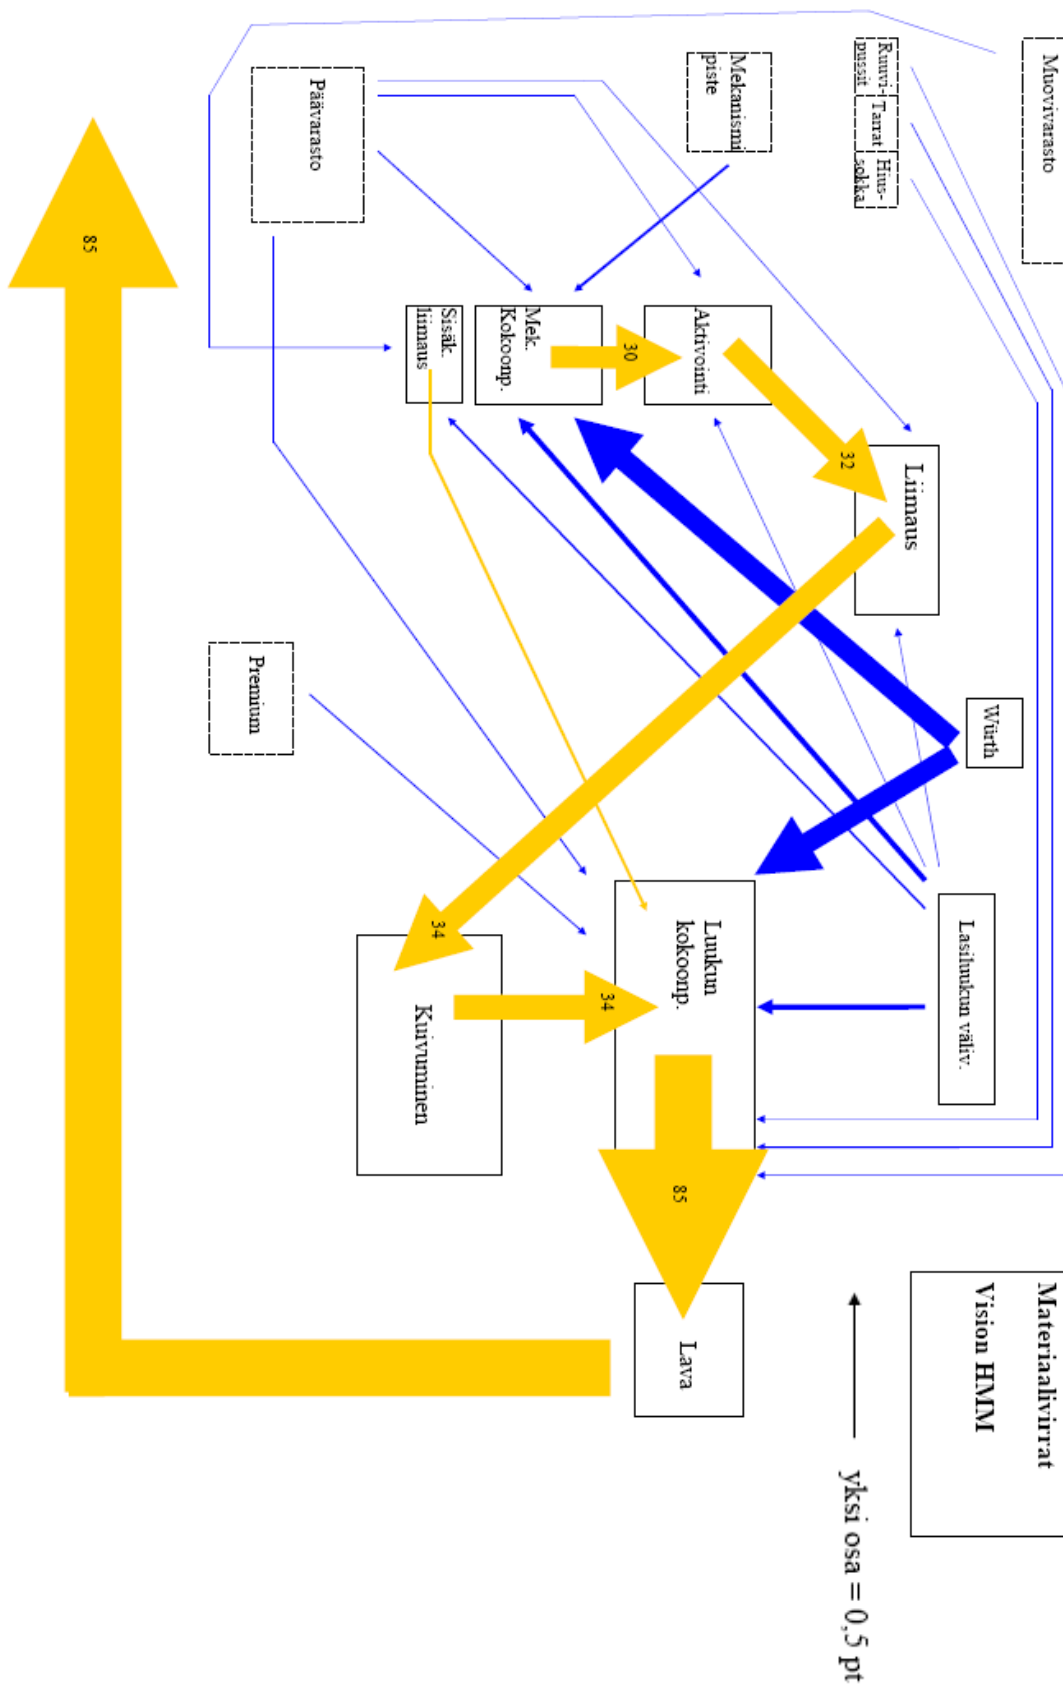 Materiaalivirrat
Vision HMM
yksi osa = 0,5 pt
Muovivarasto
Ruuvi-
pussit
Tarrat
Hius-
sokka
Mekanismi
piste
Päävarasto
85
Sisäk.
liimaus
Mek.
Kokoonp.
30
Aktivointi
32
Liimaus
Würth
Premium
Lasiluukun väliv.
Luukun
kokoonp.
34
34
Kuivuminen
85
Lava